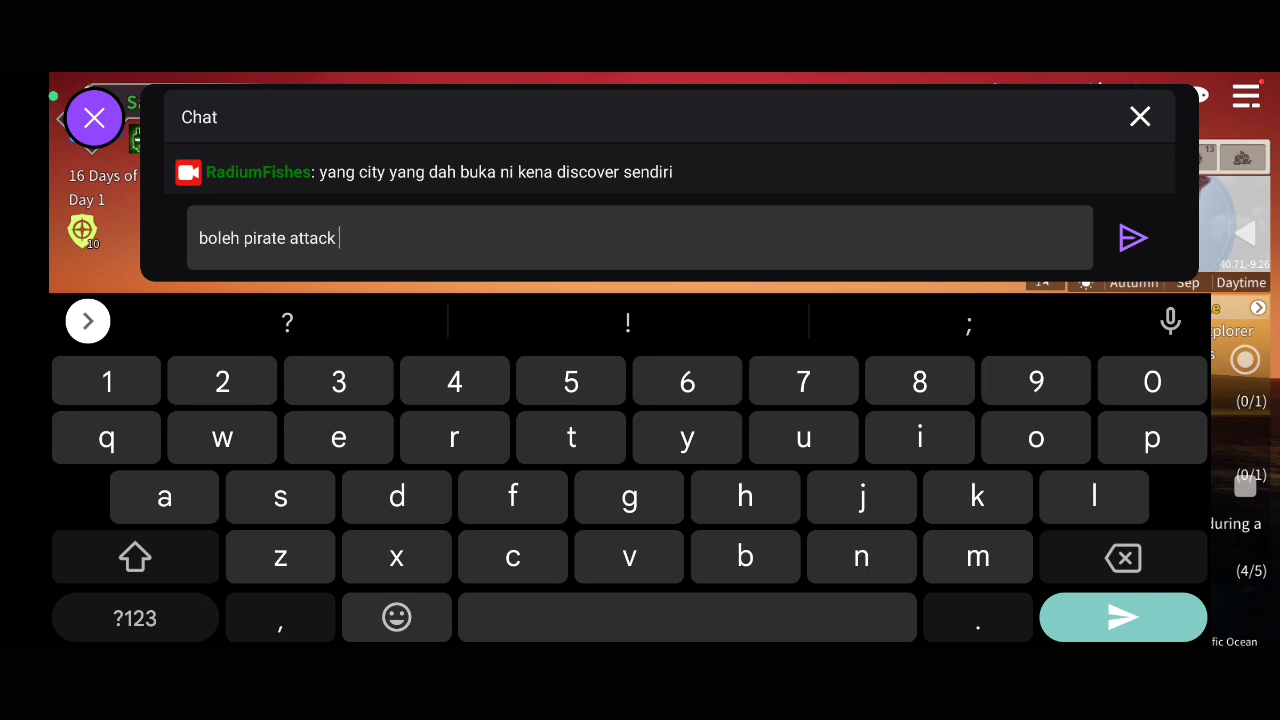 Chat
RadiumFishes: yang city yang dah buka ni kena discover sendiri
boleh pirate attack
16 Days of
Day 1
10
13
40.71,-9.26
Autumn Sep Daytime
plorer
(0/1)
(0/1)
during a
(4/5)
fic Ocean
? ! ;
1 2 3 4 5 6 7 8 9 0
q w e r t y u i o p
a s d f g h j k l
z x c v b n m
?123 , .